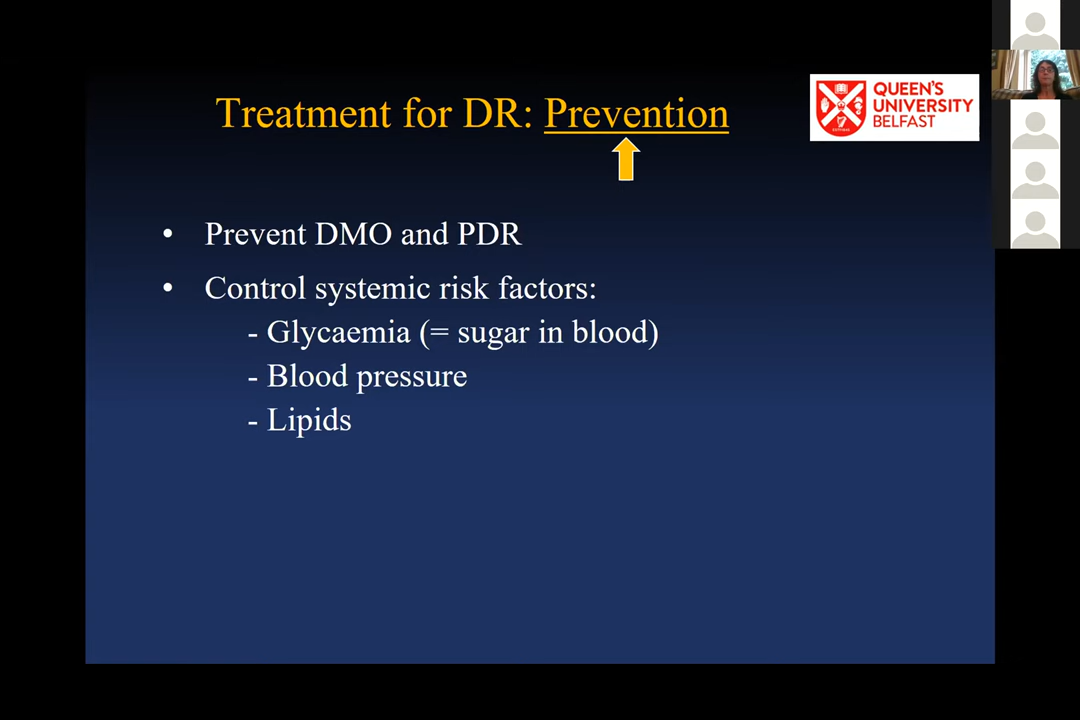 Treatment for DR: Prevention
QUEEN'S
UNIVERSITY
BELFAST
• Prevent DMO and PDR
• Control systemic risk factors:
- Glycaemia (= sugar in blood)
- Blood pressure
- Lipids